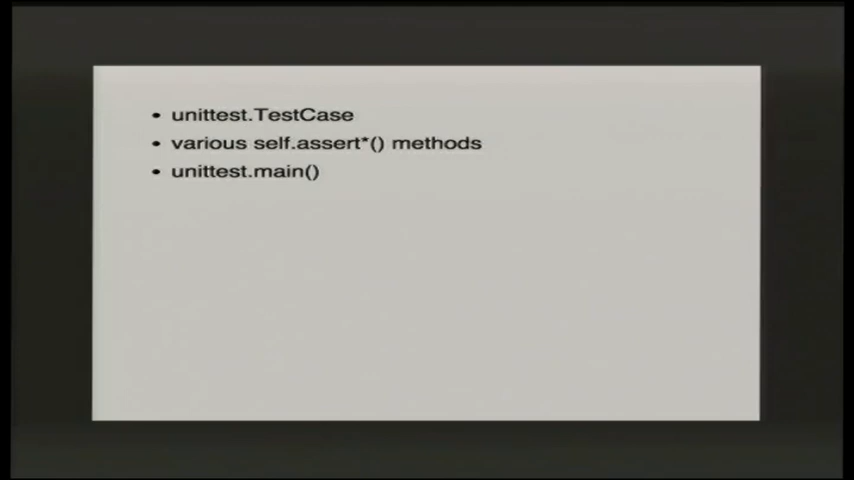 • unittest.TestCase
• various self.assert*() methods
• unittest.main()